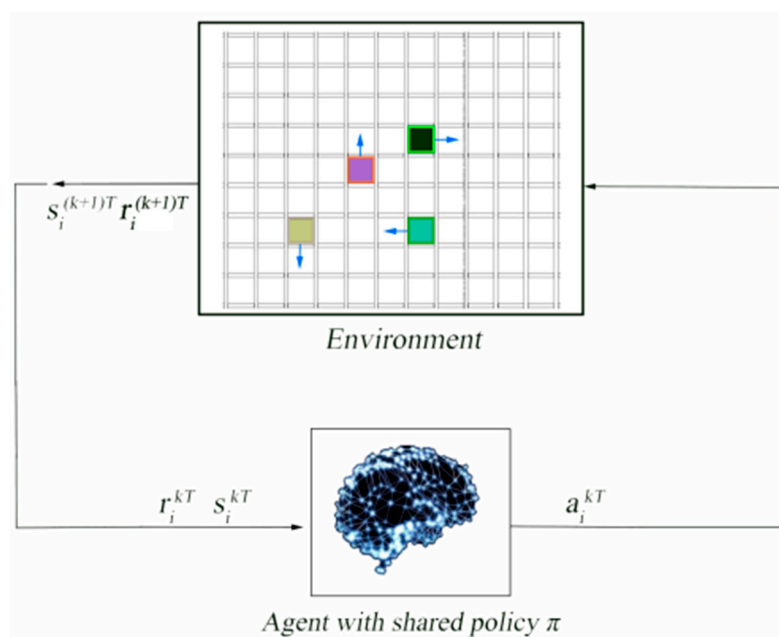 s_i^{(k+1)T} r_i^{(k+1)T}
Environment
r_i^{kT} s_i^{kT}
a_i^{kT}
Agent with shared policy π